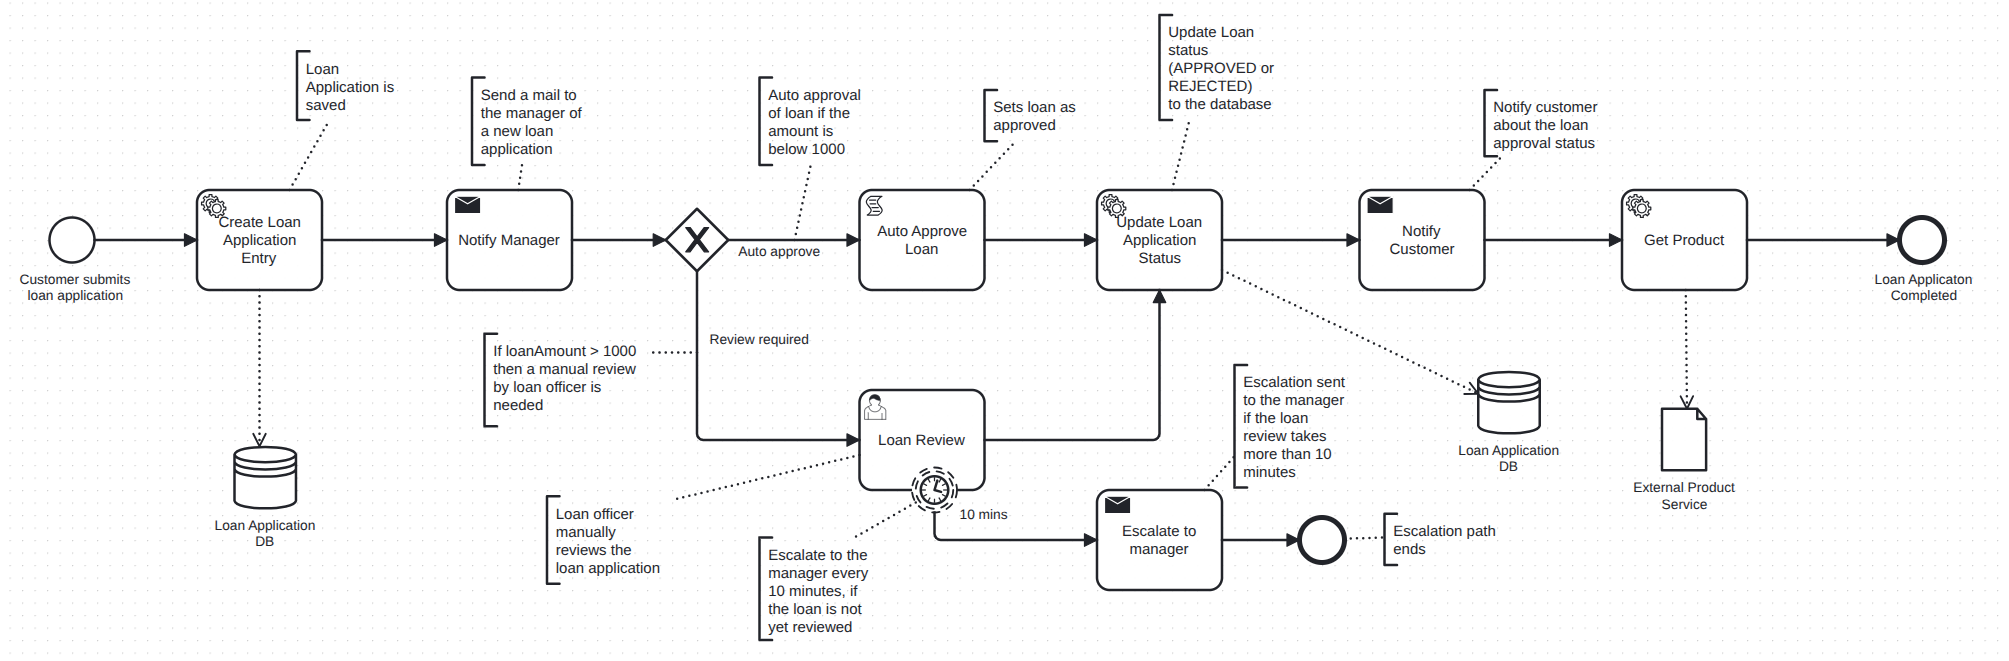 Loan
Application is
saved
Send a mail to
the manager of
a new loan
application
Auto approval
of loan if the
amount is
below 1000
Sets loan as
approved
Update Loan
status
(APPROVED or
REJECTED)
to the database
Notify customer
about the loan
approval status
Customer submits
loan application
Create Loan
Application
Entry
Notify Manager
Auto approve
Auto Approve
Loan
Update Loan
Application
Status
Notify
Customer
Get Product
Loan Applicaton
Completed
Review required
If loanAmount > 1000
then a manual review
by loan officer is
needed
Loan Review
10 mins
Escalation sent
to the manager
if the loan
review takes
more than 10
minutes
Loan Application
DB
External Product
Service
Loan Application
DB
Loan officer
manually
reviews the
loan application
Escalate to the
manager every
10 minutes, if
the loan is not
yet reviewed
Escalate to
manager
Escalation path
ends